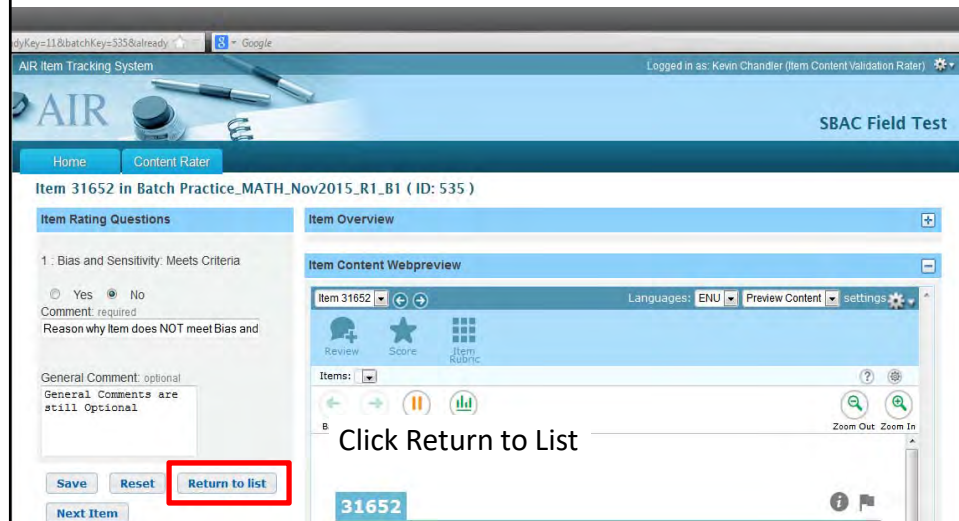 dyKey=11&batchKey=535&already
Google
AIR Item Tracking System
Logged in as: Kevin Chandler (Item Content Validation Rater)
AIR
SBAC Field Test
Home
Content Rater
Item 31652 in Batch Practice_MATH_Nov2015_R1_B1 ( ID: 535 )
Item Rating Questions
1 : Bias and Sensitivity: Meets Criteria
Yes No
Comment: required
Reason why Item does NOT meet Bias and
General Comment: optional
General Comments are
still Optional
Save Reset Return to list
Next Item
Item Overview
Item Content Webpreview
Item 31652
Languages: ENU Preview Content settings
Review Score Item
Rubric
Items:
B
Zoom Out Zoom In
Click Return to List
31652